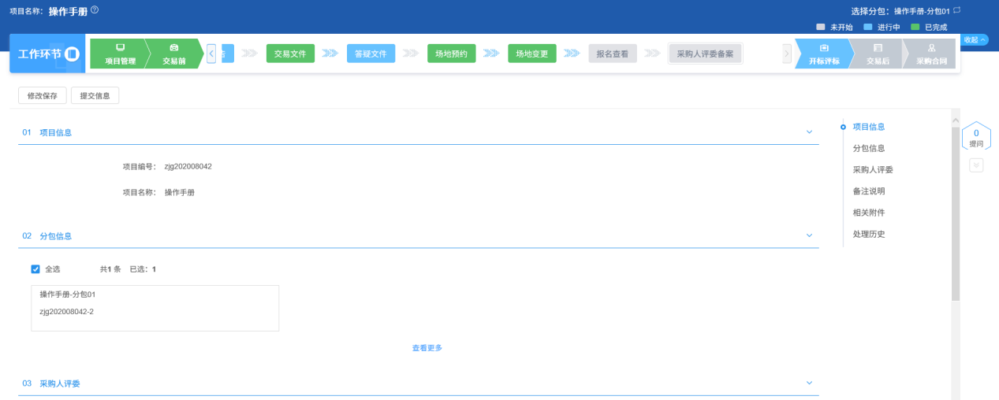 项目名称: 操作手册 ?
选择分包: 操作手册-分包01
未开始 进行中 已完成
收起
工作环节 项目管理 交易前 告 交易文件 答疑文件 场地预约 场地变更 报名查看 采购人评委备案 开标评标 交易后 采购合同
修改保存 提交信息
01 项目信息
项目编号: zjg202008042
项目名称: 操作手册
02 分包信息
全选 共1 条 已选: 1
操作手册-分包01
zjg202008042-2
查看更多
03 采购人评委
项目信息
分包信息
采购人评委
备注说明
相关附件
处理历史
0
提问